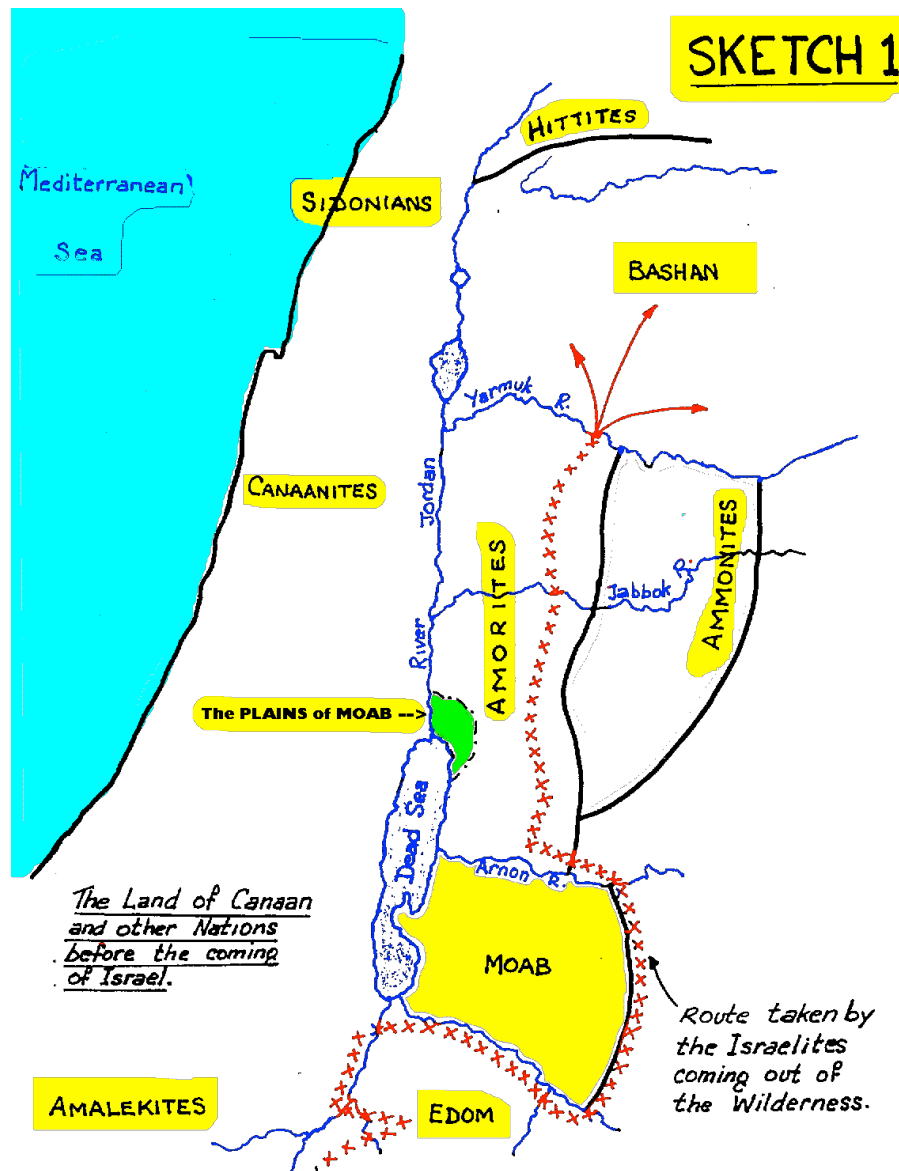 SKETCH 1
HITTITES
Mediterranean
Sea
SIDONIANS
BASHAN
Yarmuk R.
CANAANITES
Jordan
River
AMORITES
AMMONITES
Jabbok R.
The PLAINS of MOAB -->
Dead Sea
Arnon R.
The Land of Canaan
and other Nations
before the coming
of Israel.
MOAB
Route taken by
the Israelites
coming out of
the Wilderness.
AMALEKITES
EDOM